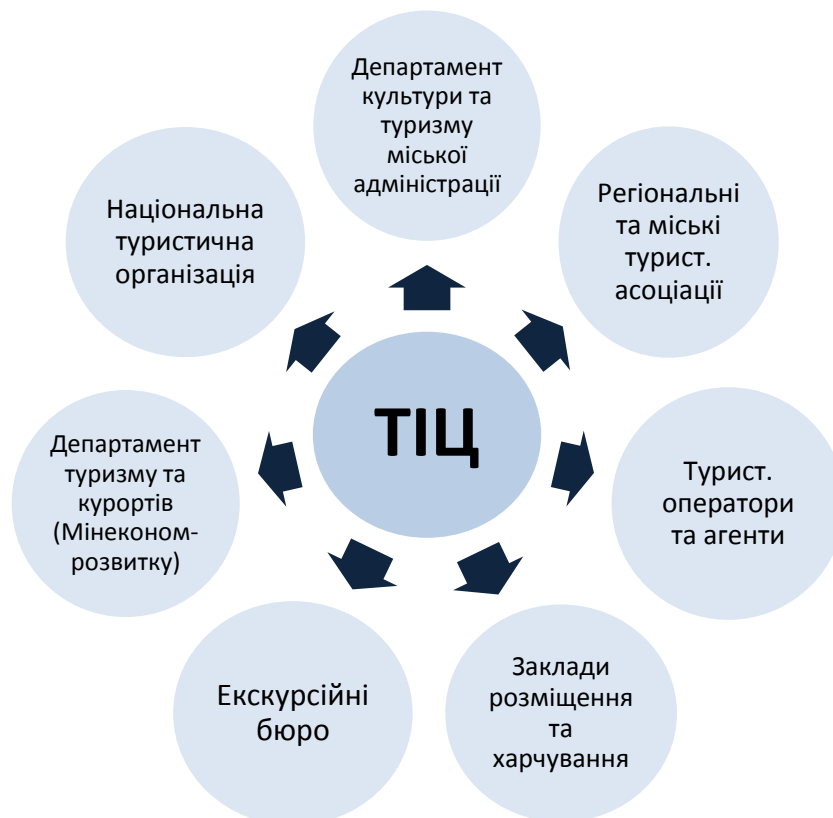 Департамент
культури та
туризму
міської
адміністрації
Регіональні
та міські
турист.
асоціації
Турист.
оператори
та агенти
Заклади
розміщення
та
харчування
Екскурсійні
бюро
Департамент
туризму та
курортів
(Мінеконом-
розвитку)
Національна
туристична
організація
ТІЦ